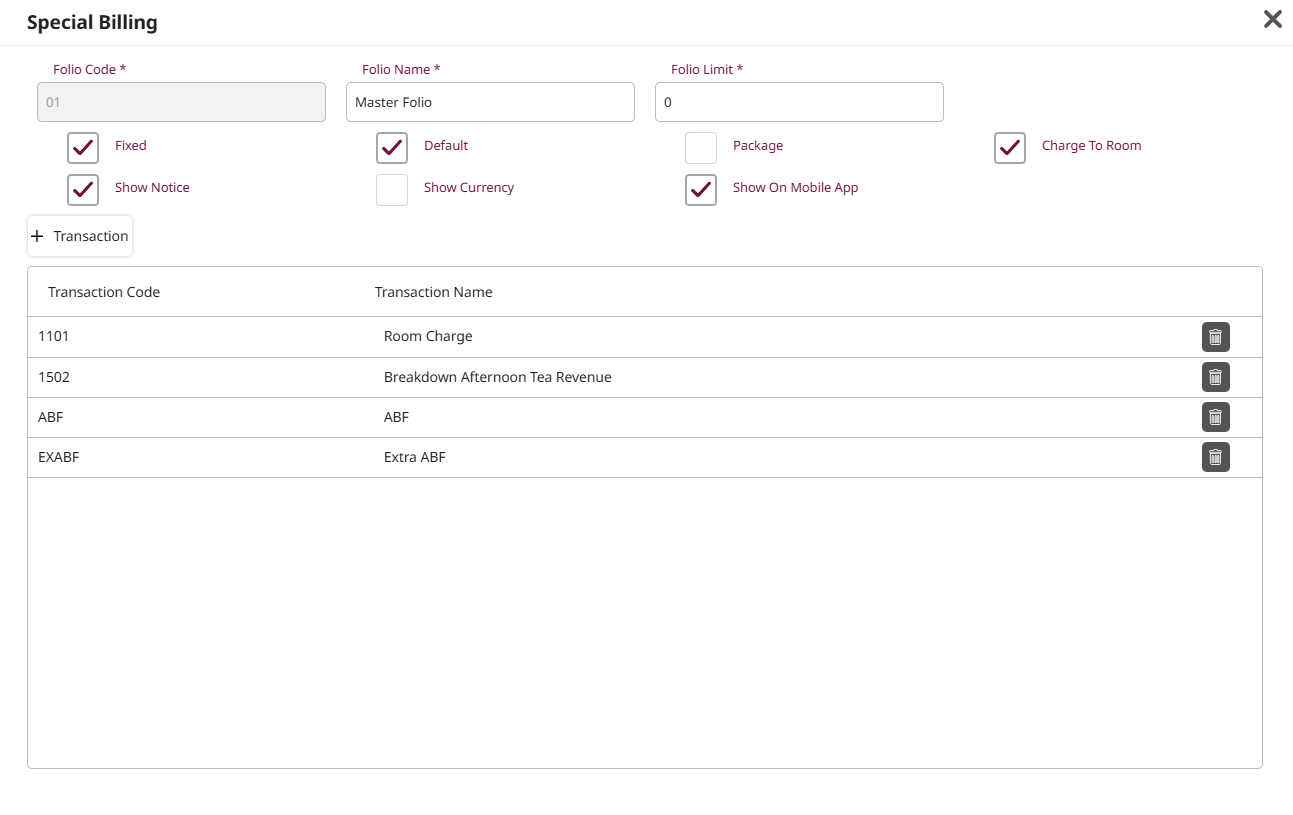 Special Billing
Folio Code *
Folio Name *
Folio Limit *
01
Master Folio
0
Fixed
Default
Package
Charge To Room
Show Notice
Show Currency
Show On Mobile App
+ Transaction
Transaction Code
Transaction Name
1101
Room Charge
1502
Breakdown Afternoon Tea Revenue
ABF
ABF
EXABF
Extra ABF